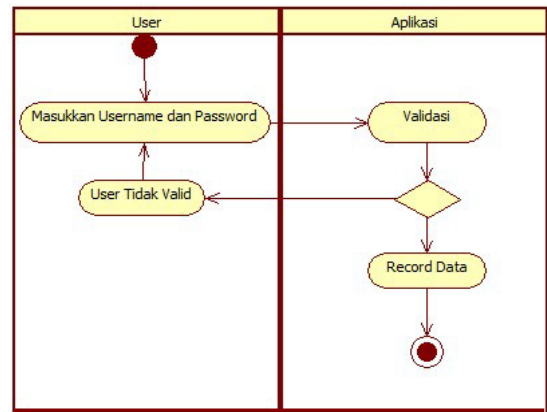 User
Aplikasi
Masukkan Username dan Password
Validasi
User Tidak Valid
Record Data